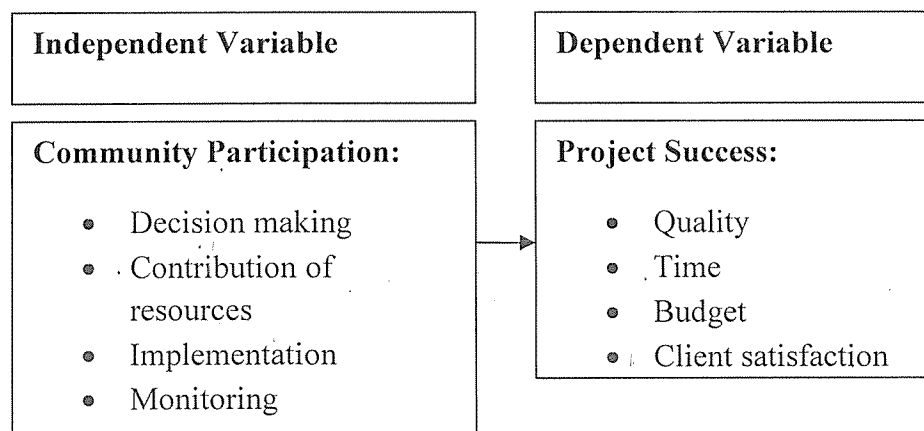 Independent Variable
Dependent Variable
Community Participation:
• Decision making
• Contribution of
resources
• Implementation
• Monitoring
Project Success:
• Quality
• Time
• Budget
• Client satisfaction